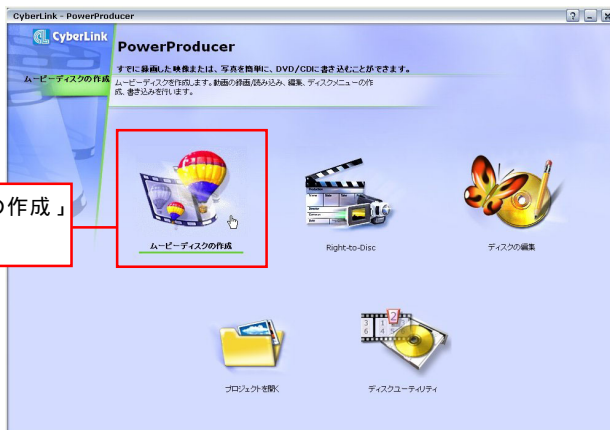 CyberLink - PowerProducer
CyberLink
PowerProducer
すでに録画した映像または、写真を簡単に、DVD/CDに書き込むことができます。
ムービーディスクの作成
ムービーディスクを作成します。動画の録画/読み込み、編集、ディスクメニューの作
成、書き込みを行います。
の作成」
ムービーディスクの作成
Right-to-Disc
ディスクの編集
プロジェクトを開く
ディスクユーティリティ